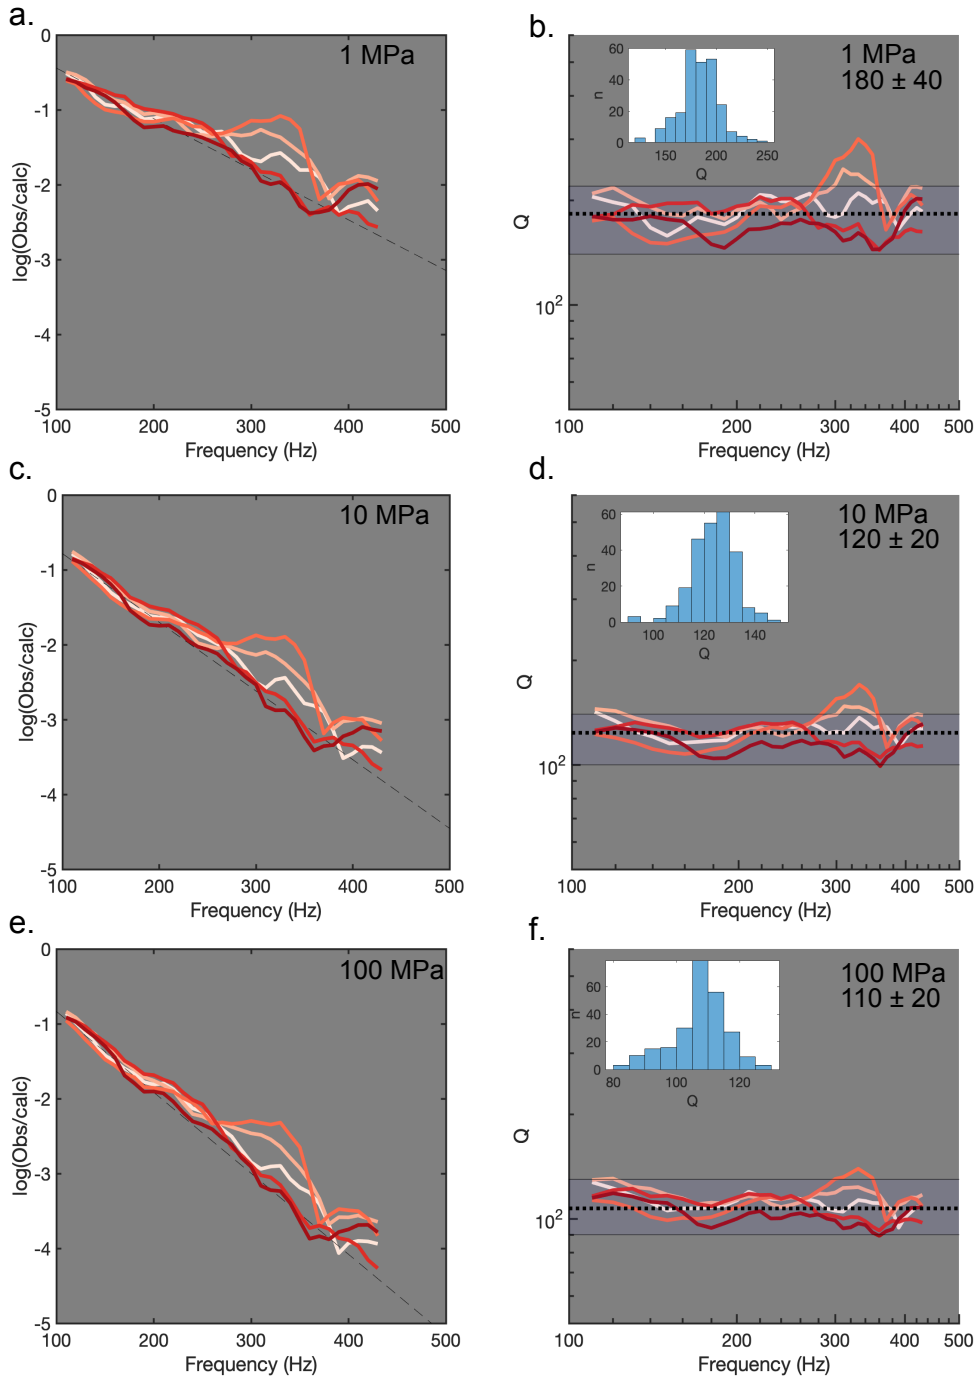 a.
1 MPa
0
-1
-2
-3
-4
-5
log(Obs/calc)
100 200 300 400 500
Frequency (Hz)
b.
1 MPa
180 ± 40
60
40
20
0
n
150 200 250
Q
Q
10²
100 200 300 400 500
Frequency (Hz)
c.
10 MPa
0
-1
-2
-3
-4
-5
log(Obs/calc)
100 200 300 400 500
Frequency (Hz)
d.
10 MPa
120 ± 20
60
40
20
0
n
100 120 140
Q
Q
10²
100 200 300 400 500
Frequency (Hz)
e.
100 MPa
0
-1
-2
-3
-4
-5
log(Obs/calc)
100 200 300 400 500
Frequency (Hz)
f.
100 MPa
110 ± 20
60
40
20
0
n
80 100 120
Q
Q
10²
100 200 300 400 500
Frequency (Hz)